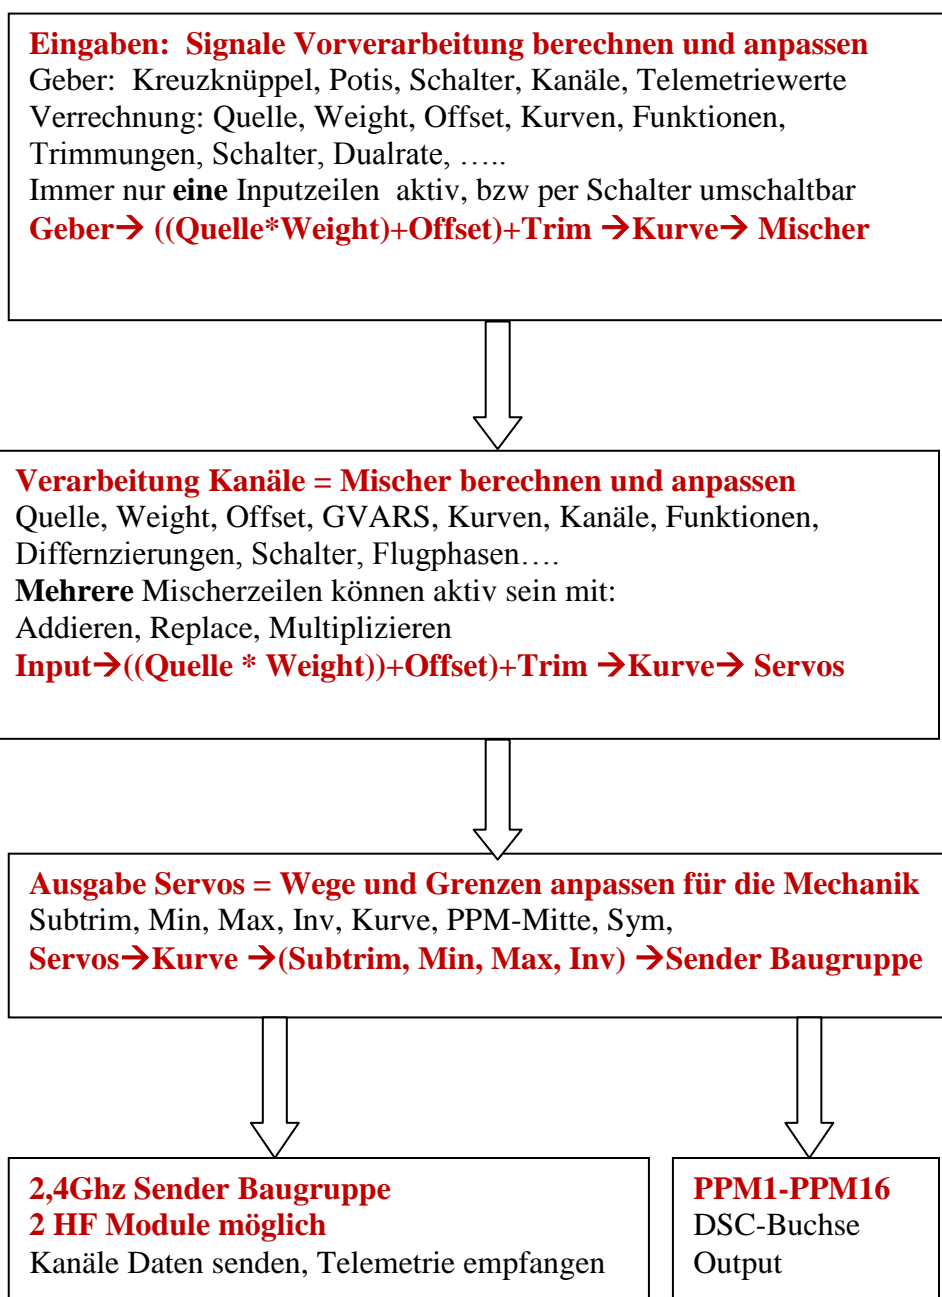 Eingaben:  Signale Vorverarbeitung berechnen und anpassen
Geber:  Kreuzknüppel, Potis, Schalter, Kanäle, Telemetriewerte
Verrechnung: Quelle, Weight, Offset, Kurven, Funktionen,
Trimmungen, Schalter, Dualrate, …..
Immer nur eine Inputzeilen  aktiv, bzw per Schalter umschaltbar
Geber→ ((Quelle*Weight)+Offset)+Trim →Kurve→ Mischer
Verarbeitung Kanäle = Mischer berechnen und anpassen
Quelle, Weight, Offset, GVARS, Kurven, Kanäle, Funktionen,
Differnzierungen, Schalter, Flugphasen….
Mehrere Mischerzeilen können aktiv sein mit:
Addieren, Replace, Multiplizieren
Input→((Quelle * Weight))+Offset)+Trim →Kurve→ Servos
Ausgabe Servos = Wege und Grenzen anpassen für die Mechanik
Subtrim, Min, Max, Inv, Kurve, PPM-Mitte, Sym,
Servos→Kurve →(Subtrim, Min, Max, Inv) →Sender Baugruppe
2,4Ghz Sender Baugruppe
2 HF Module möglich
Kanäle Daten senden, Telemetrie empfangen
PPM1-PPM16
DSC-Buchse
Output